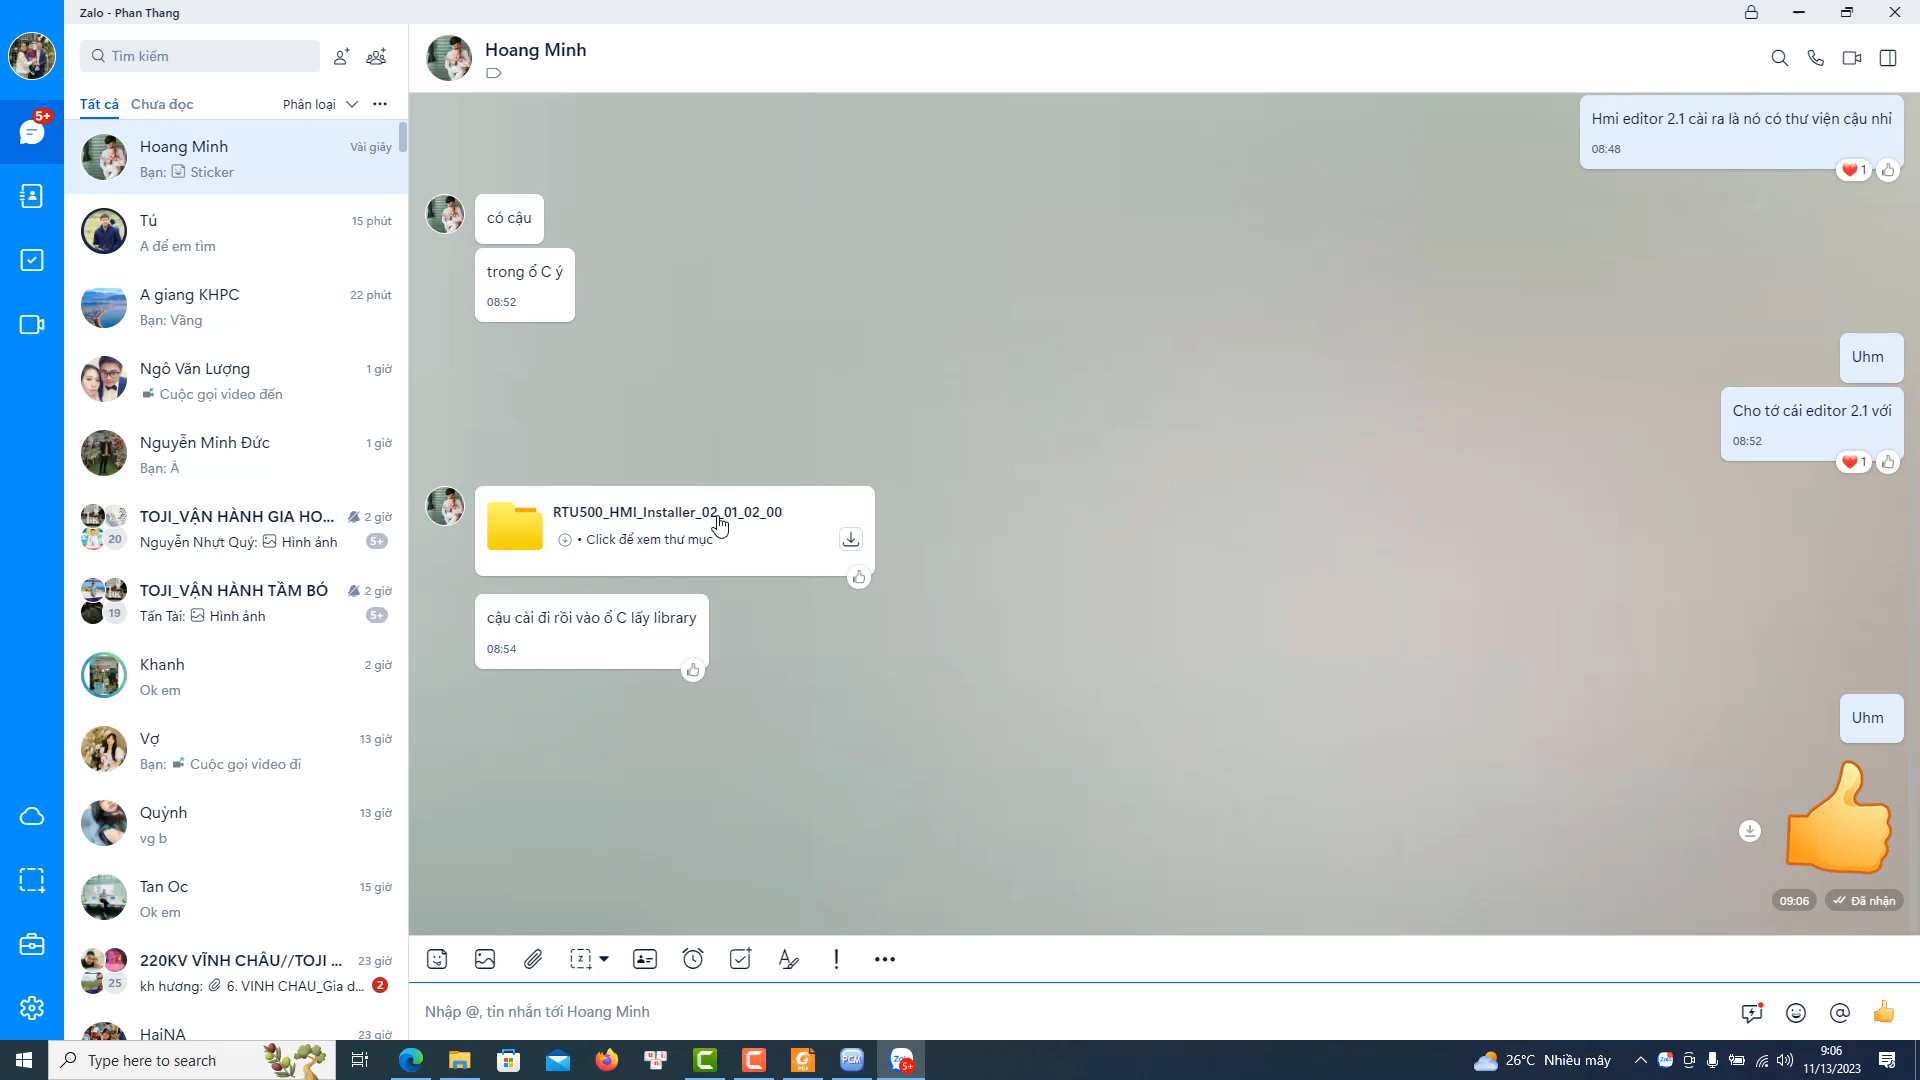 Zalo - Phan Thang
Tìm kiếm
Tất cả
Chưa đọc
Phân loại
5+
Hoang Minh
Vài giây
Bạn: Sticker
Tú
15 phút
A để em tìm
A giang KHPC
22 phút
Bạn: Vầng
Ngô Văn Lượng
1 giờ
Cuộc gọi video đến
Nguyễn Minh Đức
1 giờ
Bạn: À
TOJI_VẬN HÀNH GIA HO...
2 giờ
20
Nguyễn Nhựt Quý: Hình ảnh
5+
TOJI_VẬN HÀNH TẦM BÓ
2 giờ
19
Tấn Tài: Hình ảnh
5+
Khanh
2 giờ
Ok em
Vợ
13 giờ
Bạn: Cuộc gọi video đi
Quỳnh
13 giờ
vg b
Tan Oc
15 giờ
Ok em
220KV VĨNH CHÂU//TOJI ...
23 giờ
25
kh hương: 6. VINH CHAU_Gia d...
2
HaiNA
23 giờ
Hoang Minh
Hmi editor 2.1 cài ra là nó có thư viện cậu nhỉ
08:48
1
có cậu
trong ổ C ý
08:52
Uhm
Cho tớ cái editor 2.1 với
08:52
1
RTU500_HMI_Installer_02_01_02_00
• Click để xem thư mục
cậu cài đi rồi vào ổ C lấy library
08:54
Uhm
09:06
Đã nhận
Nhập @, tin nhắn tới Hoang Minh
Type here to search
PGM
Zalo
5+
26°C Nhiều mây
9:06
11/13/2023